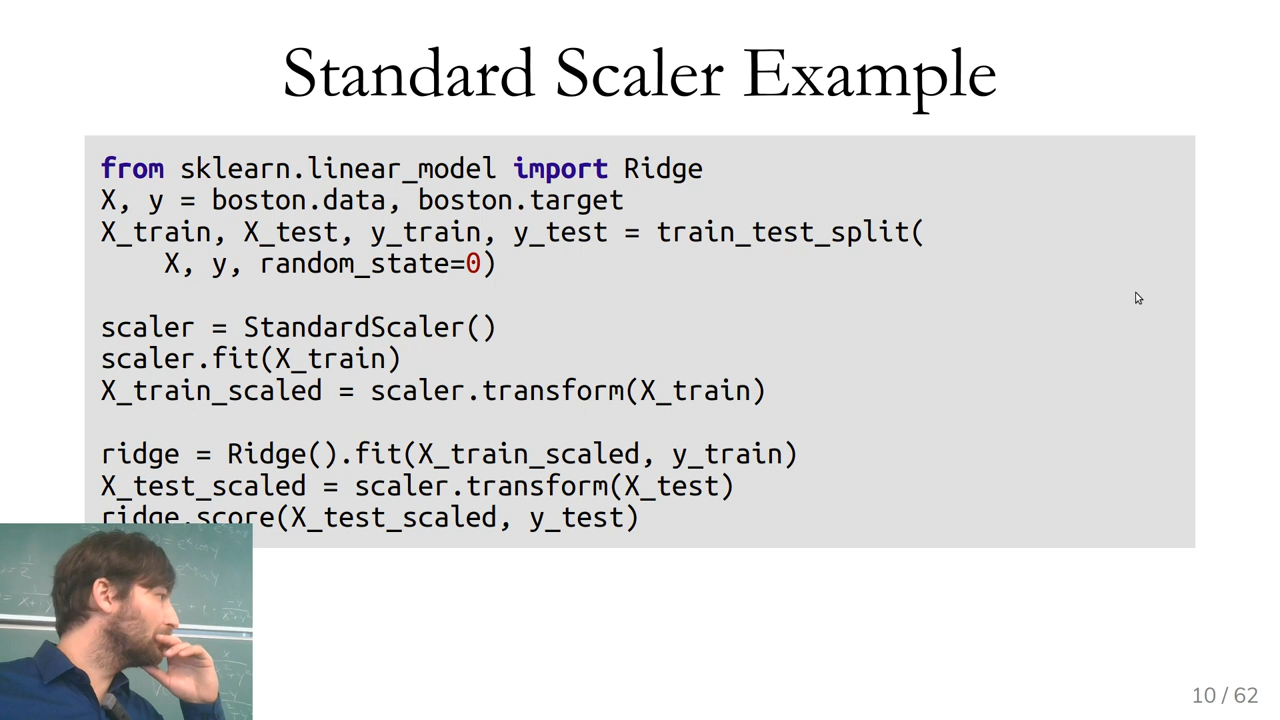 Standard Scaler Example
from sklearn.linear_model import Ridge
X, y = boston.data, boston.target
X_train, X_test, y_train, y_test = train_test_split(
    X, y, random_state=0)
scaler = StandardScaler()
scaler.fit(X_train)
X_train_scaled = scaler.transform(X_train)
ridge = Ridge().fit(X_train_scaled, y_train)
X_test_scaled = scaler.transform(X_test)
ridge.score(X_test_scaled, y_test)
10 / 62